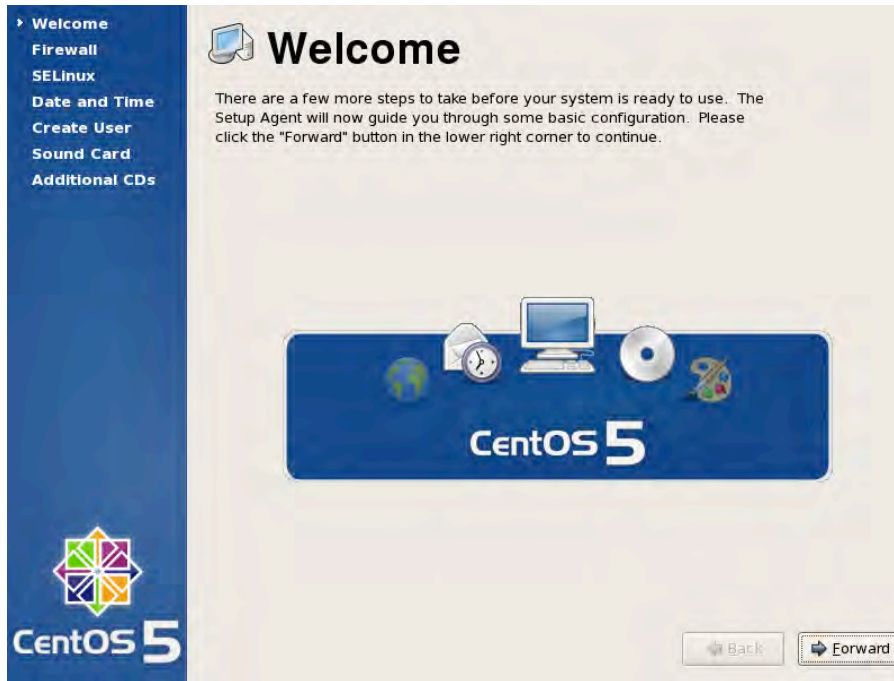 Welcome
Firewall
SELinux
Date and Time
Create User
Sound Card
Additional CDs
Welcome
There are a few more steps to take before your system is ready to use. The
Setup Agent will now guide you through some basic configuration. Please
click the "Forward" button in the lower right corner to continue.
CentOS 5
CentOS 5
Back
Forward